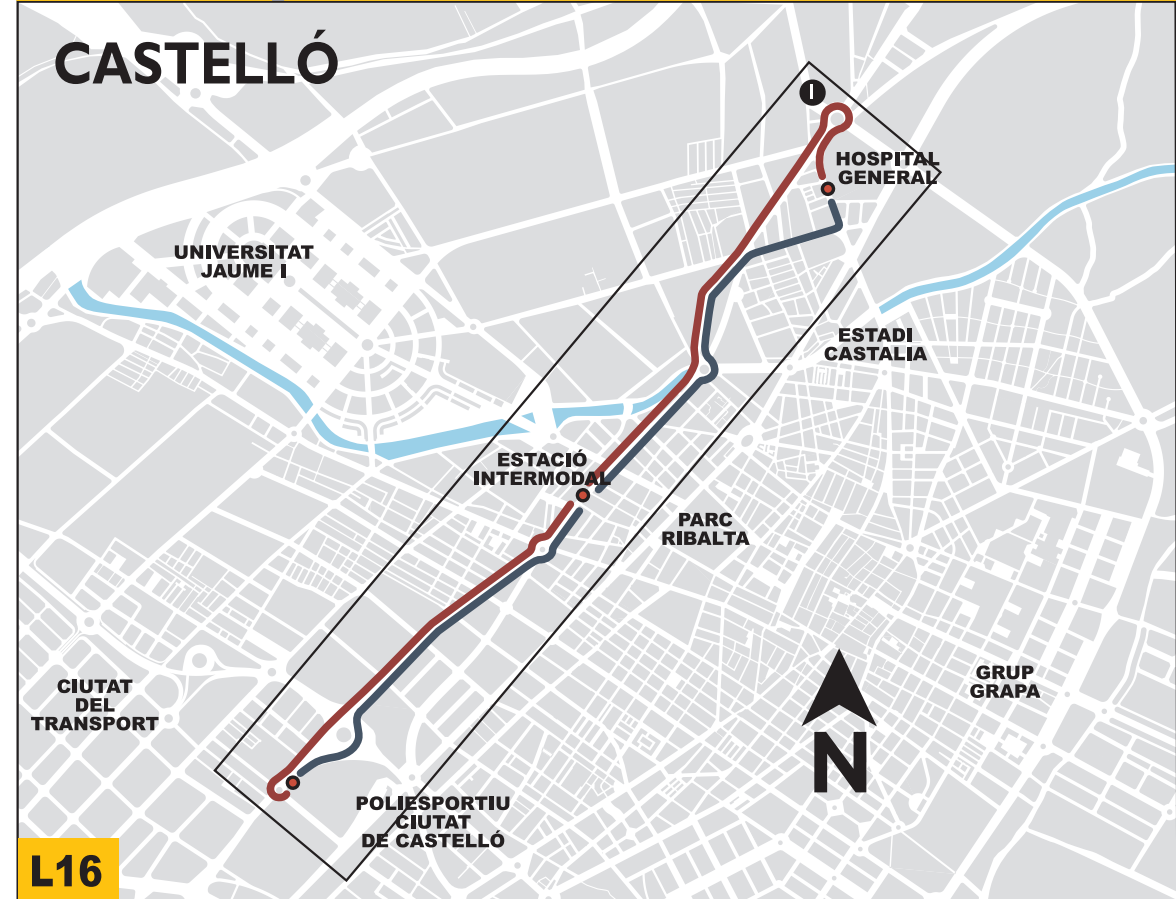 CASTELLÓ
I
HOSPITAL
GENERAL
UNIVERSITAT
JAUME I
ESTADI
CASTALIA
ESTACIÓ
INTERMODAL
PARC
RIBALTA
GRUP
GRAPA
CIUTAT
DEL
TRANSPORT
N
POLIESPORTIU
CIUTAT
DE CASTELLÓ
L16